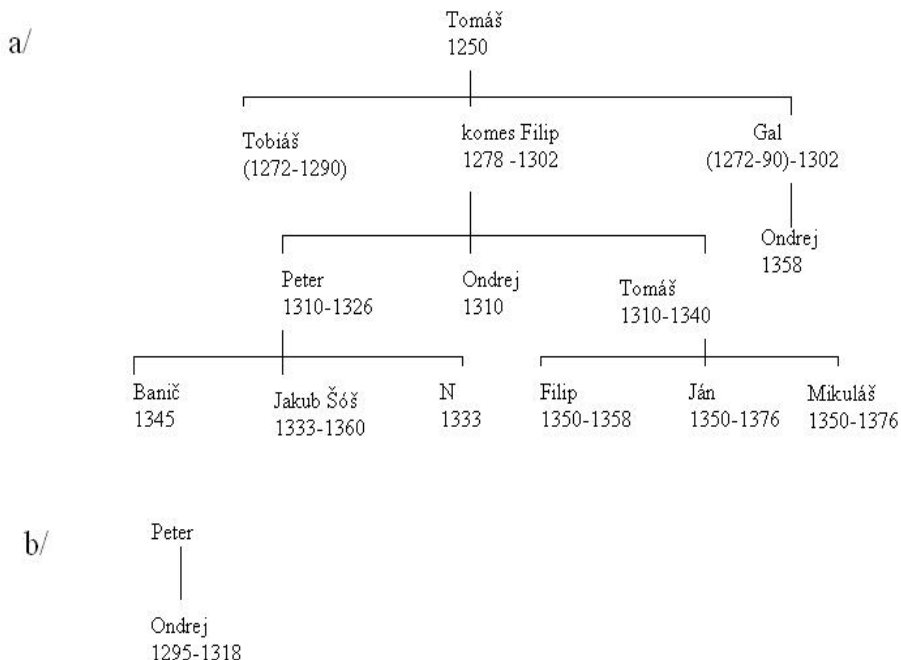 a/
Tomáš
1250
Tobiáš
(1272-1290)
komes Filip
1278 -1302
Gal
(1272-90)-1302
Ondrej
1358
Peter
1310-1326
Ondrej
1310
Tomáš
1310-1340
Banič
1345
Jakub Šóš
1333-1360
N
1333
Filip
1350-1358
Ján
1350-1376
Mikuláš
1350-1376
b/
Peter
Ondrej
1295-1318